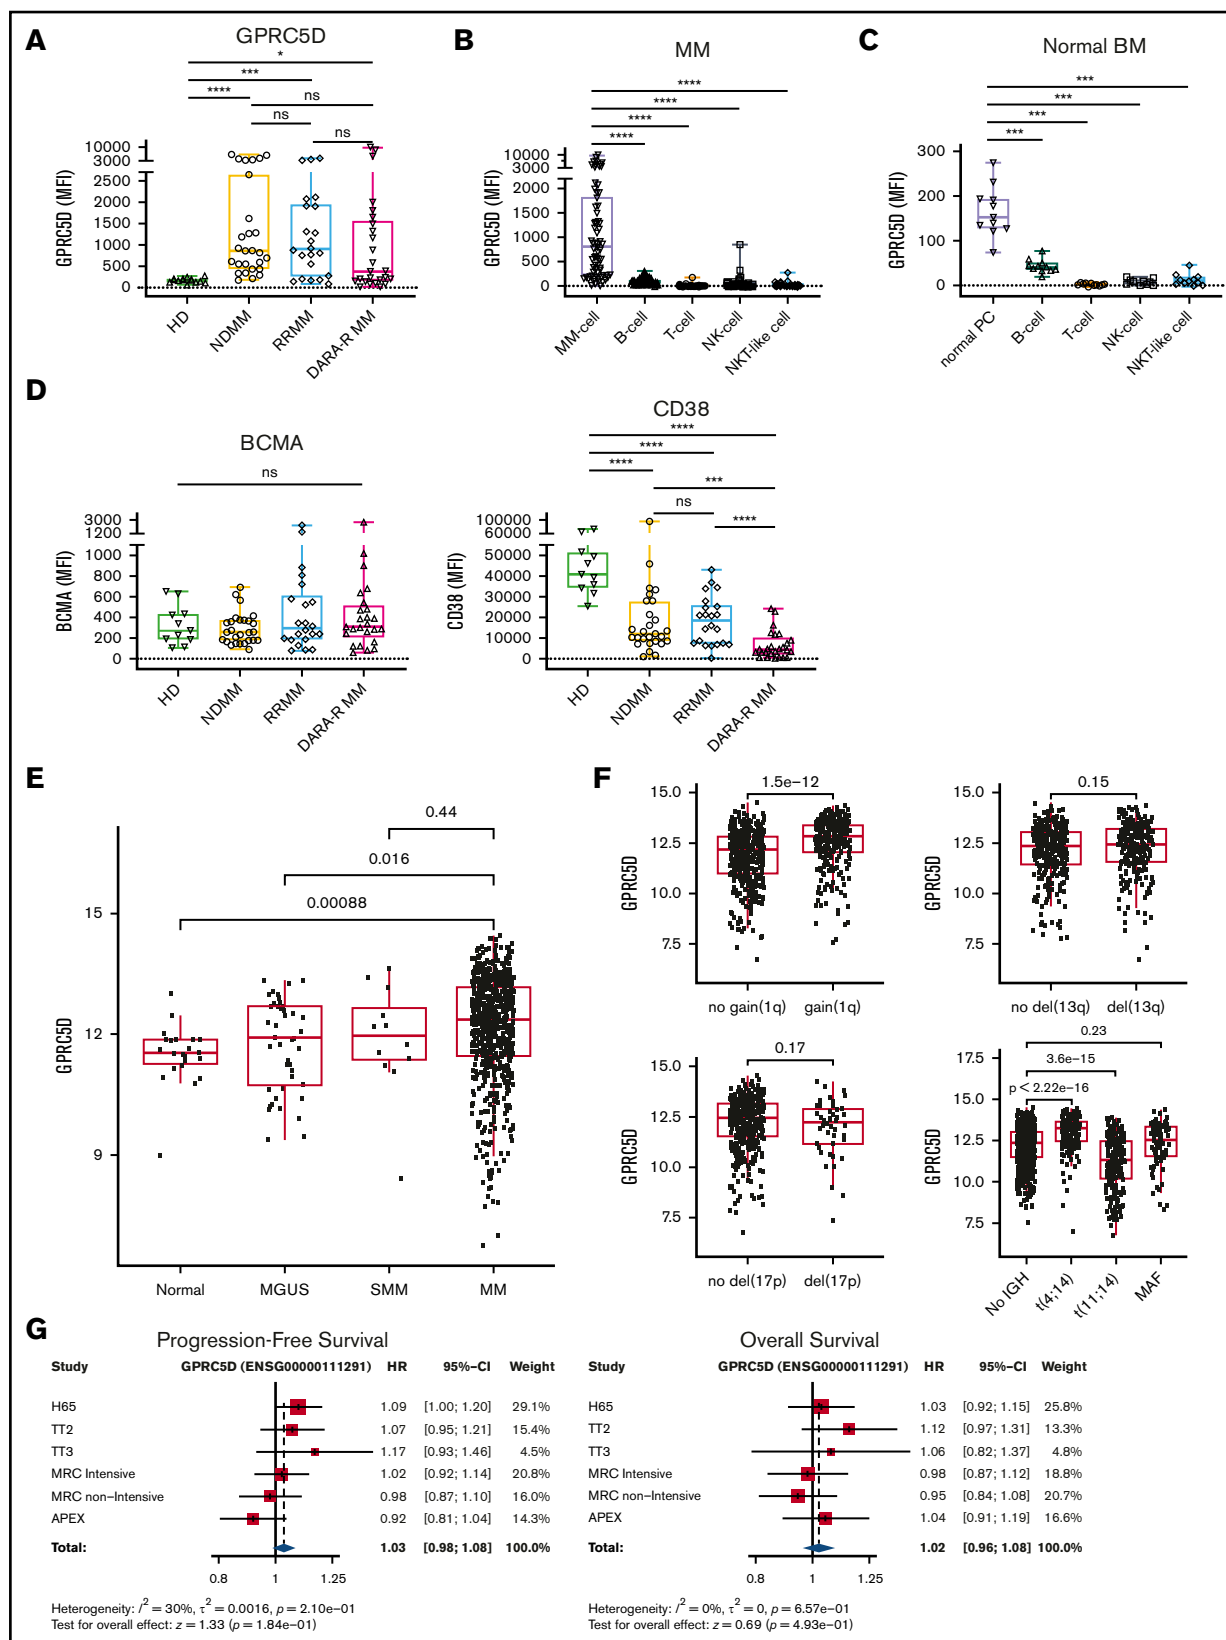 A
GPRC5D
*
***
****
ns
ns
ns
GPRC5D (MFI)
10000
3000
2500
2000
1500
1000
500
0
HD
NDMM
RRMM
DARA-R MM
B
MM
****
****
****
****
GPRC5D (MFI)
10000
3000
2000
1500
1000
500
0
MM-cell
B-cell
T-cell
NK-cell
NKT-like cell
C
Normal BM
***
***
***
***
GPRC5D (MFI)
300
200
100
0
normal PC
B-cell
T-cell
NK-cell
NKT-like cell
D
BCMA
ns
BCMA (MFI)
3000
1200
1000
800
600
400
200
0
HD
NDMM
RRMM
DARA-R MM
CD38
****
****
****
***
ns
****
CD38 (MFI)
100000
60000
50000
40000
30000
20000
10000
0
HD
NDMM
RRMM
DARA-R MM
E
0.44
0.016
0.00088
GPRC5D
15
12
9
Normal
MGUS
SMM
MM
F
1.5e−12
GPRC5D
15.0
12.5
10.0
7.5
no gain(1q)
gain(1q)
0.15
GPRC5D
15.0
12.5
10.0
7.5
no del(13q)
del(13q)
0.17
GPRC5D
15.0
12.5
10.0
7.5
no del(17p)
del(17p)
0.23
3.6e−15
p < 2.22e−16
GPRC5D
17.5
15.0
12.5
10.0
7.5
No IGH
t(4;14)
t(11;14)
MAF
G
Progression-Free Survival
Study GPRC5D (ENSG00000111291) HR 95%−CI Weight
H65 1.09 [1.00; 1.20] 29.1%
TT2 1.07 [0.95; 1.21] 15.4%
TT3 1.17 [0.93; 1.46] 4.5%
MRC Intensive 1.02 [0.92; 1.14] 20.8%
MRC non−Intensive 0.98 [0.87; 1.10] 16.0%
APEX 0.92 [0.81; 1.04] 14.3%
Total: 1.03 [0.98; 1.08] 100.0%
0.8 1 1.25
Heterogeneity: I² = 30%, τ² = 0.0016, p = 2.10e−01
Test for overall effect: z = 1.33 (p = 1.84e−01)
Overall Survival
Study GPRC5D (ENSG00000111291) HR 95%−CI Weight
H65 1.03 [0.92; 1.15] 25.8%
TT2 1.12 [0.97; 1.31] 13.3%
TT3 1.06 [0.82; 1.37] 4.8%
MRC Intensive 0.98 [0.87; 1.12] 18.8%
MRC non−Intensive 0.95 [0.84; 1.08] 20.7%
APEX 1.04 [0.91; 1.19] 16.6%
Total: 1.02 [0.96; 1.08] 100.0%
0.8 1 1.25
Heterogeneity: I² = 0%, τ² = 0, p = 6.57e−01
Test for overall effect: z = 0.69 (p = 4.93e−01)